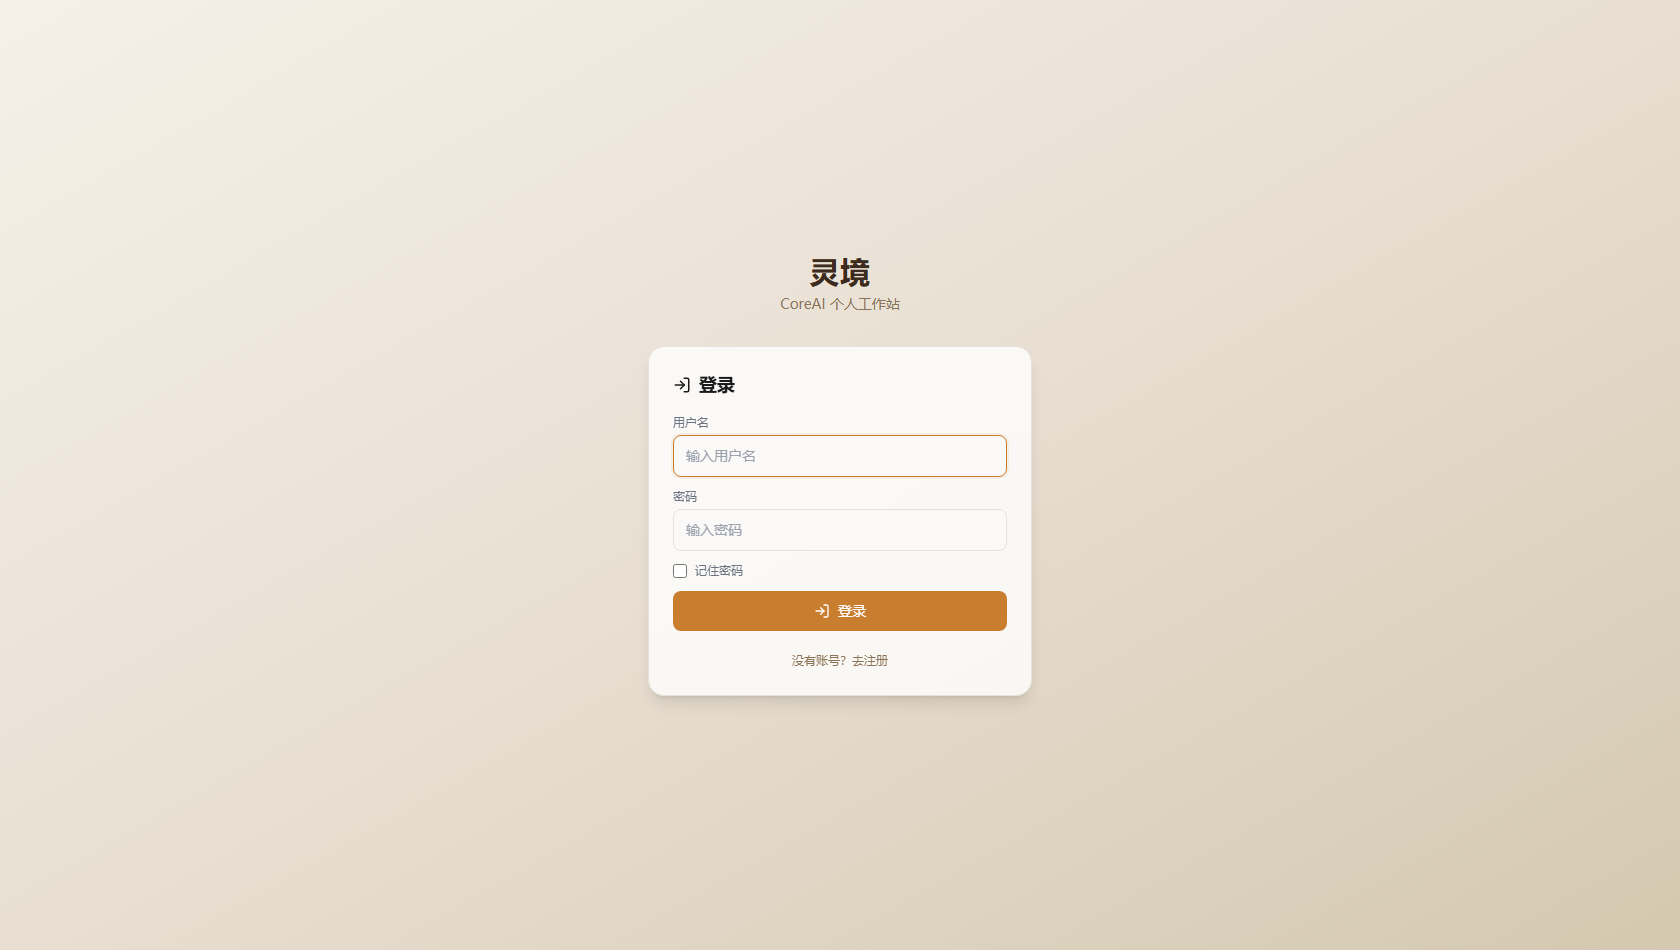 灵境
CoreAI 个人工作站
登录
用户名
输入用户名
密码
输入密码
记住密码
登录
没有账号？去注册